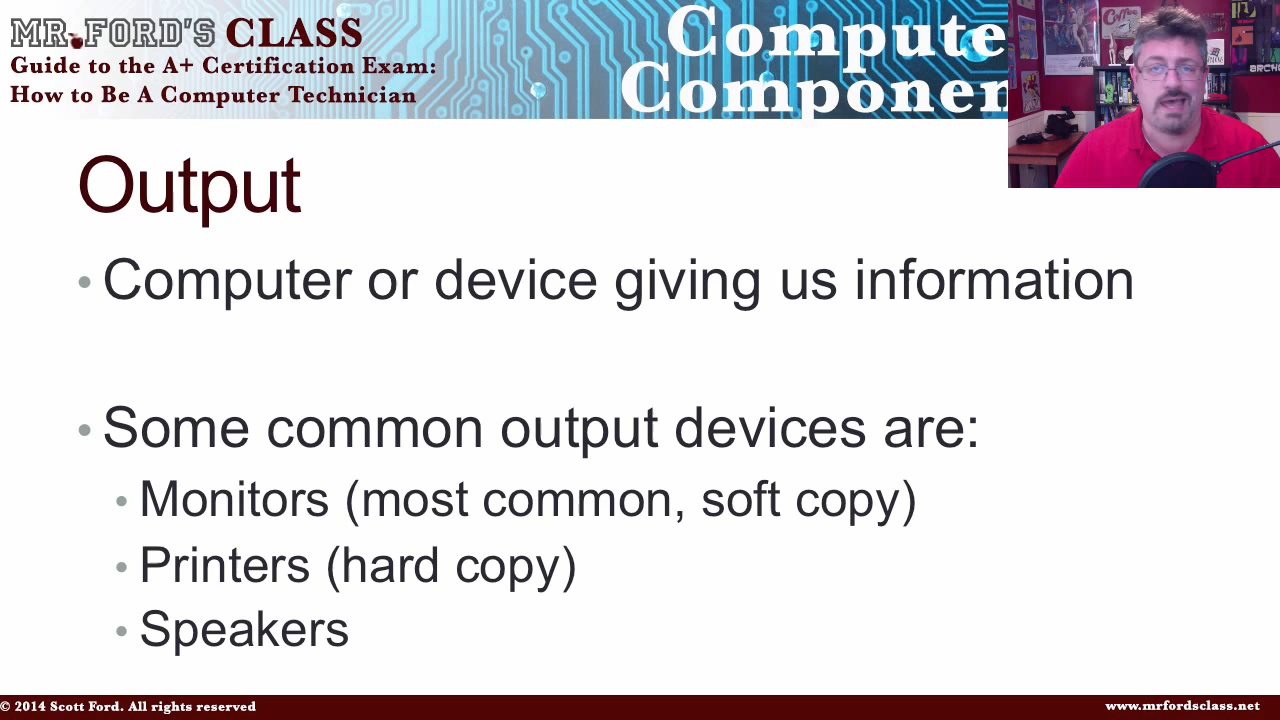 MR. FORD'S CLASS
Guide to the A+ Certification Exam:
How to Be A Computer Technician
Compute
Componen
Output
• Computer or device giving us information
• Some common output devices are:
• Monitors (most common, soft copy)
• Printers (hard copy)
• Speakers
© 2014 Scott Ford. All rights reserved
www.mrfordsclass.net